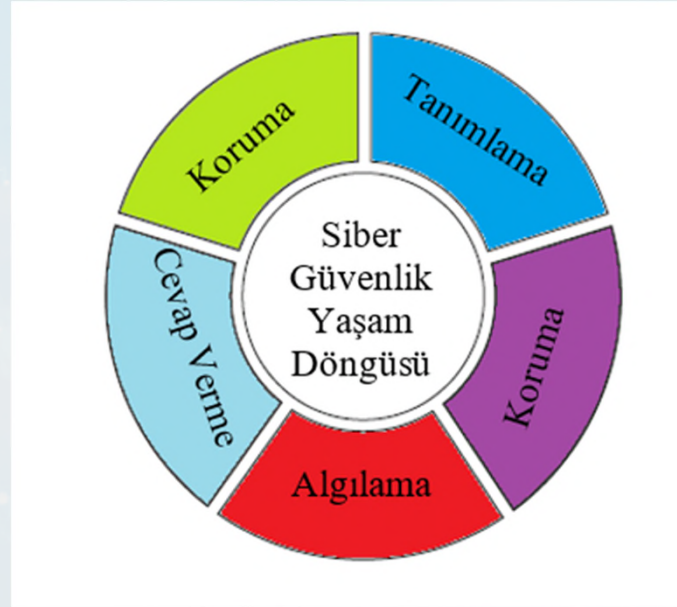 Siber
Güvenlik
Yaşam
Döngüsü
Tanımlama
Koruma
Algılama
Cevap Verme
Koruma